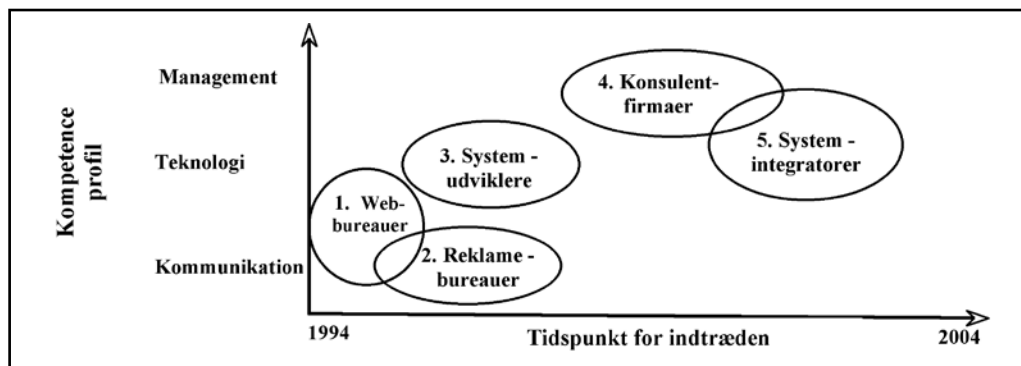 Kompetence
profil
Management
Teknologi
Kommunikation
1. Web-
bureauer
2. Reklame -
bureauer
3. System -
udviklere
4. Konsulent-
firmaer
5. System -
integratorer
1994
Tidspunkt for indtræden
2004